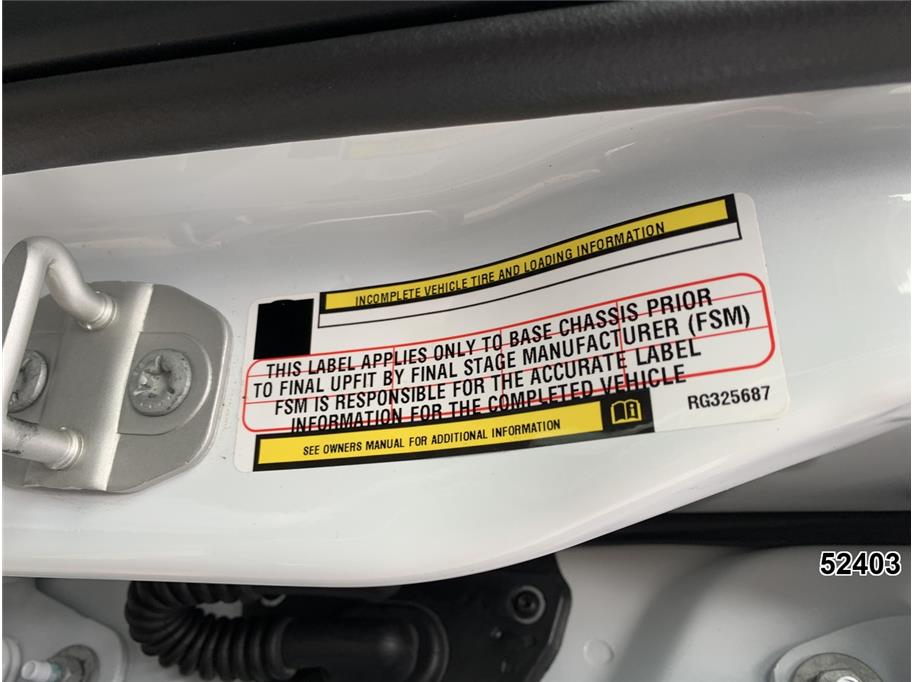 INCOMPLETE VEHICLE TIRE AND LOADING INFORMATION
THIS LABEL APPLIES ONLY TO BASE CHASSIS PRIOR
TO FINAL UPFIT BY FINAL STAGE MANUFACTURER (FSM)
FSM IS RESPONSIBLE FOR THE ACCURATE LABEL
INFORMATION FOR THE COMPLETED VEHICLE
RG325687
SEE OWNERS MANUAL FOR ADDITIONAL INFORMATION
52403